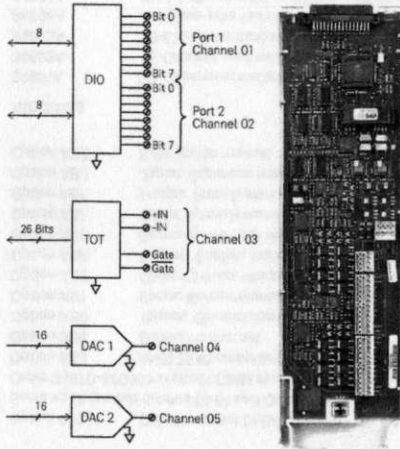 8
Bit 0
Port 1
Channel 01
DIO
Bit 7
Bit 0
8
Port 2
Channel 02
Bit 7
26 Bits
TOT
+IN
-IN
Channel 03
Gate
Gate
16
DAC 1
Channel 04
16
DAC 2
Channel 05